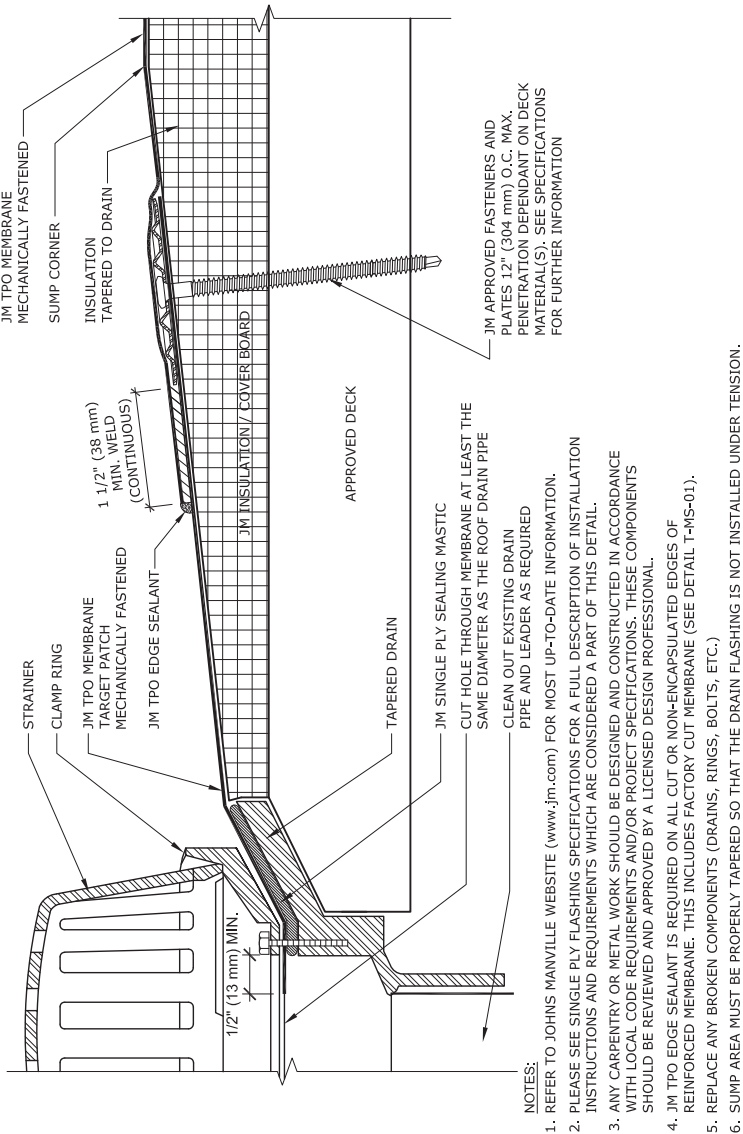 JM TPO MEMBRANE
MECHANICALLY FASTENED
SUMP CORNER
INSULATION
TAPERED TO DRAIN
1 1/2" (38 mm)
MIN. WELD
(CONTINUOUS)
STRAINER
CLAMP RING
JM TPO MEMBRANE
TARGET PATCH
MECHANICALLY FASTENED
JM TPO EDGE SEALANT
JM INSULATION / COVER BOARD
APPROVED DECK
1/2" (13 mm) MIN.
TAPERED DRAIN
JM SINGLE PLY SEALING MASTIC
CUT HOLE THROUGH MEMBRANE AT LEAST THE
SAME DIAMETER AS THE ROOF DRAIN PIPE
CLEAN OUT EXISTING DRAIN
PIPE AND LEADER AS REQUIRED
JM APPROVED FASTENERS AND
PLATES 12" (304 mm) O.C. MAX.
PENETRATION DEPENDANT ON DECK
MATERIAL(S). SEE SPECIFICATIONS
FOR FURTHER INFORMATION
NOTES:
1. REFER TO JOHNS MANVILLE WEBSITE (www.jm.com) FOR MOST UP-TO-DATE INFORMATION.
2. PLEASE SEE SINGLE PLY FLASHING SPECIFICATIONS FOR A FULL DESCRIPTION OF INSTALLATION
INSTRUCTIONS AND REQUIREMENTS WHICH ARE CONSIDERED A PART OF THIS DETAIL.
3. ANY CARPENTRY OR METAL WORK SHOULD BE DESIGNED AND CONSTRUCTED IN ACCORDANCE
WITH LOCAL CODE REQUIREMENTS AND/OR PROJECT SPECIFICATIONS. THESE COMPONENTS
SHOULD BE REVIEWED AND APPROVED BY A LICENSED DESIGN PROFESSIONAL.
4. JM TPO EDGE SEALANT IS REQUIRED ON ALL CUT OR NON-ENCAPSULATED EDGES OF
REINFORCED MEMBRANE. THIS INCLUDES FACTORY CUT MEMBRANE (SEE DETAIL T-MS-01).
5. REPLACE ANY BROKEN COMPONENTS (DRAINS, RINGS, BOLTS, ETC.)
6. SUMP AREA MUST BE PROPERLY TAPERED SO THAT THE DRAIN FLASHING IS NOT INSTALLED UNDER TENSION.